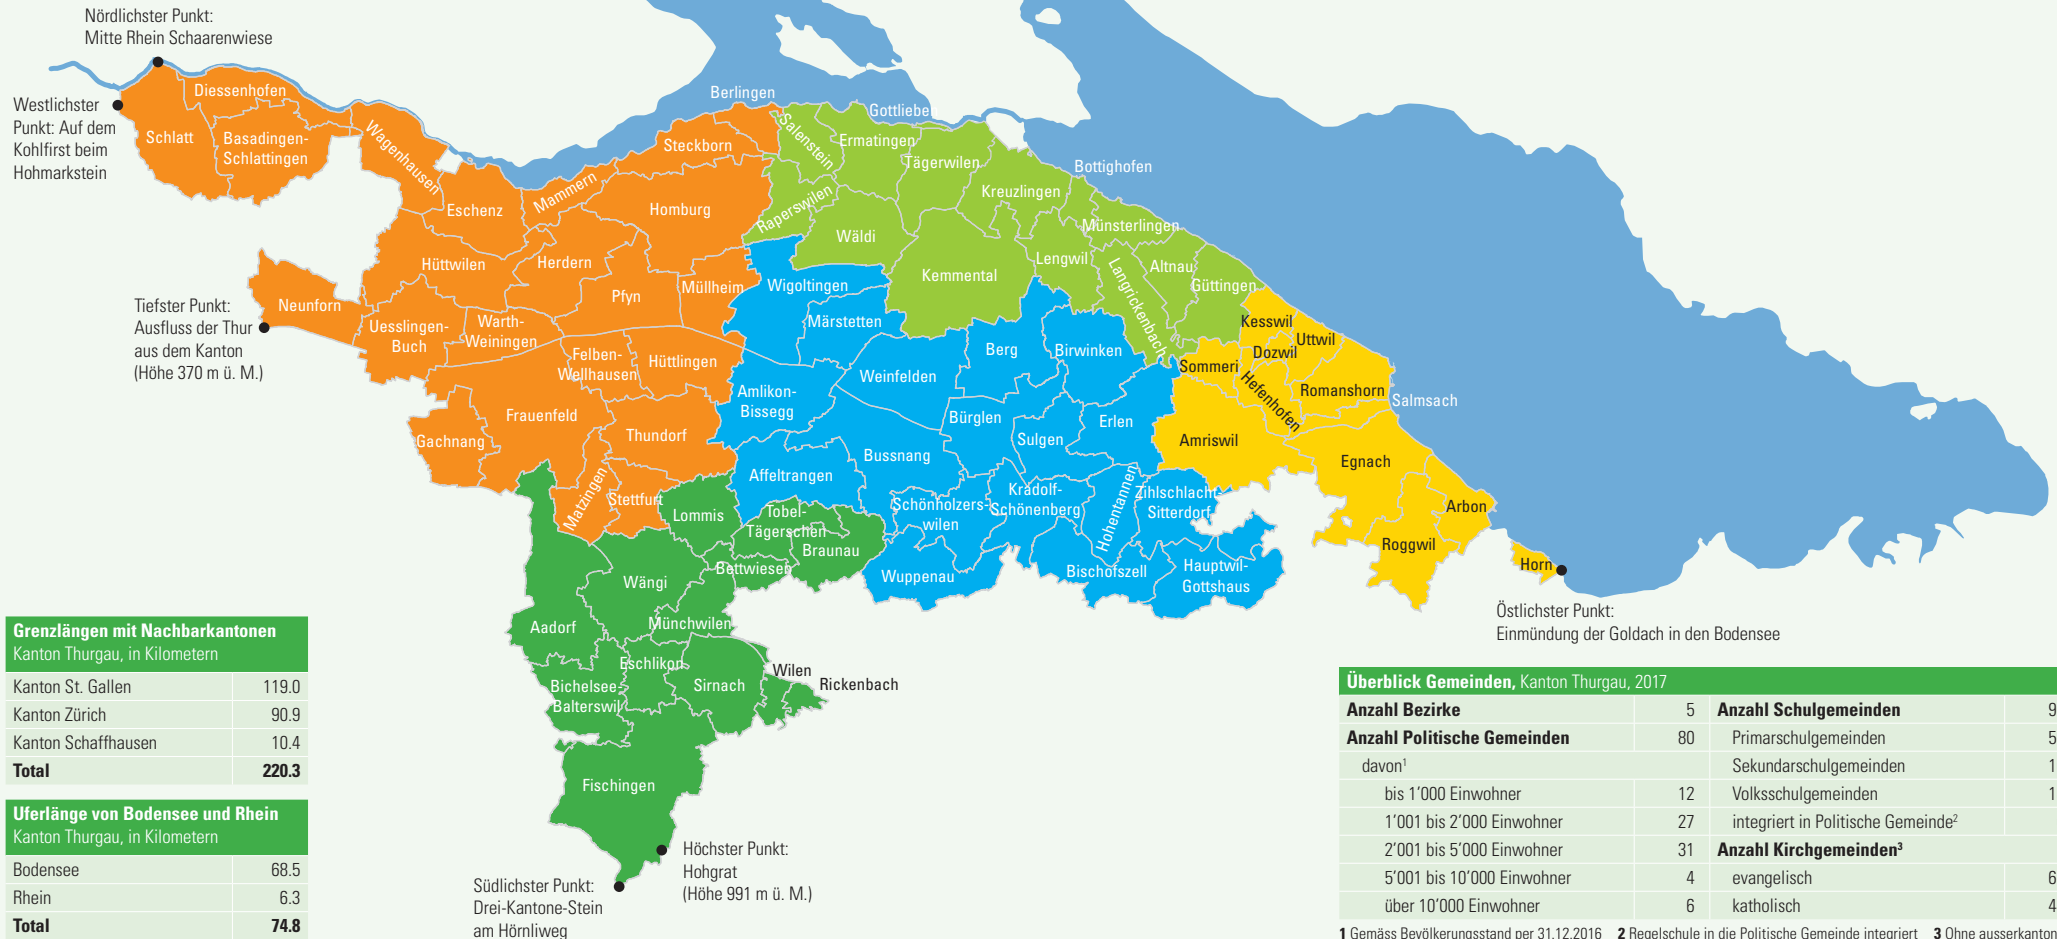 Nördlichster Punkt:
Mitte Rhein Schaarenwiese
Westlichster
Punkt: Auf dem
Kohlfirst beim
Hohmarkstein
Diessenhofen
Schlatt
Basadingen-
Schlattingen
Wagenhausen
Berlingen
Steckborn
Mammern
Eschenz
Homburg
Gottlieben
Salenstein
Ermatingen
Tägerwilen
Bottighofen
Kreuzlingen
Raperswilen
Wäldi
Münsterlingen
Lengwil
Kemmental
Langrickenbach
Altnau
Güttingen
Hüttwilen
Herdern
Pfyn
Müllheim
Wigoltingen
Märstetten
Tiefster Punkt:
Ausfluss der Thur
aus dem Kanton
(Höhe 370 m ü. M.)
Neunforn
Uesslingen-
Buch
Warth-
Weiningen
Felben-
Wellhausen
Hüttlingen
Frauenfeld
Gachnang
Thundorf
Matzingen
Stettfurt
Amlikon-
Bissegg
Weinfelden
Berg
Birwinken
Bürglen
Sulgen
Erlen
Bussnang
Affeltrangen
Schönholzers-
wilen
Kradolf-
Schönenberg
Hohentannen
Zihlschlacht-
Sitterdorf
Wuppenau
Bischofszell
Hauptwil-
Gottshaus
Kesswil
Uttwil
Dozwil
Sommeri
Hefenhofen
Romanshorn
Salmsach
Amriswil
Egnach
Arbon
Roggwil
Horn
Östlichster Punkt:
Einmündung der Goldach in den Bodensee
Lommis
Tobel-
Tägerschen
Braunau
Bettwiesen
Wängi
Münchwilen
Aadorf
Eschlikon
Bichelsee-
Balterswil
Sirnach
Wilen
Rickenbach
Fischingen
Höchster Punkt:
Hohgrat
(Höhe 991 m ü. M.)
Südlichster Punkt:
Drei-Kantone-Stein
am Hörnliweg
Grenzlängen mit Nachbarkantonen
Kanton Thurgau, in Kilometern
Kanton St. Gallen 119.0
Kanton Zürich 90.9
Kanton Schaffhausen 10.4
Total 220.3
Uferlänge von Bodensee und Rhein
Kanton Thurgau, in Kilometern
Bodensee 68.5
Rhein 6.3
Total 74.8
Überblick Gemeinden, Kanton Thurgau, 2017
Anzahl Bezirke 5 Anzahl Schulgemeinden 9
Anzahl Politische Gemeinden 80 Primarschulgemeinden 5
davon1 Sekundarschulgemeinden 1
bis 1'000 Einwohner 12 Volksschulgemeinden 1
1'001 bis 2'000 Einwohner 27 integriert in Politische Gemeinde2
2'001 bis 5'000 Einwohner 31 Anzahl Kirchgemeinden3
5'001 bis 10'000 Einwohner 4 evangelisch 6
über 10'000 Einwohner 6 katholisch 4
1 Gemäss Bevölkerungsstand per 31.12.2016 2 Regelschule in die Politische Gemeinde integriert 3 Ohne ausserkanton